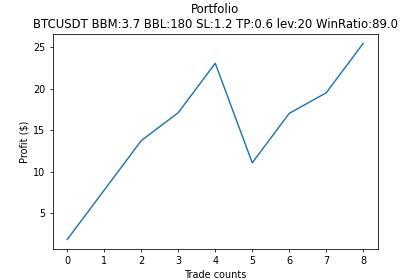 Portfolio
BTCUSDT BBM:3.7 BBL:180 SL:1.2 TP:0.6 lev:20 WinRatio:89.0
25
20
15
10
5
Profit ($)
0 1 2 3 4 5 6 7 8
Trade counts